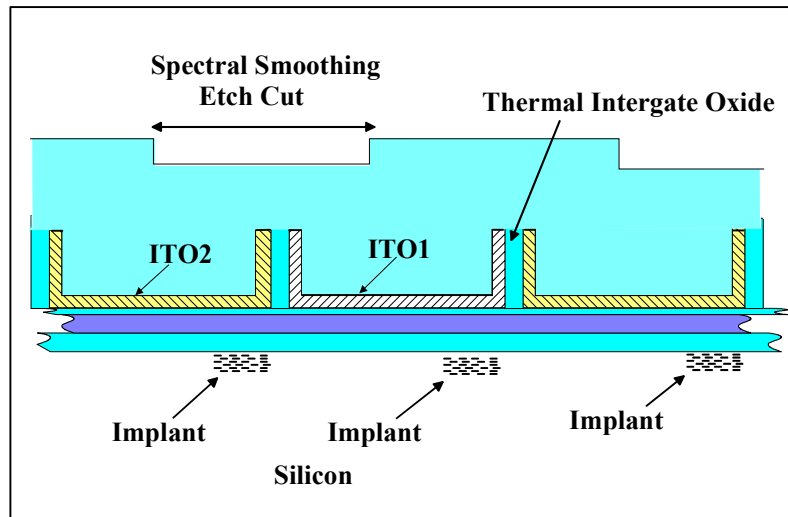 Spectral Smoothing
Etch Cut
Thermal Intergate Oxide
ITO2
ITO1
Implant
Implant
Implant
Silicon